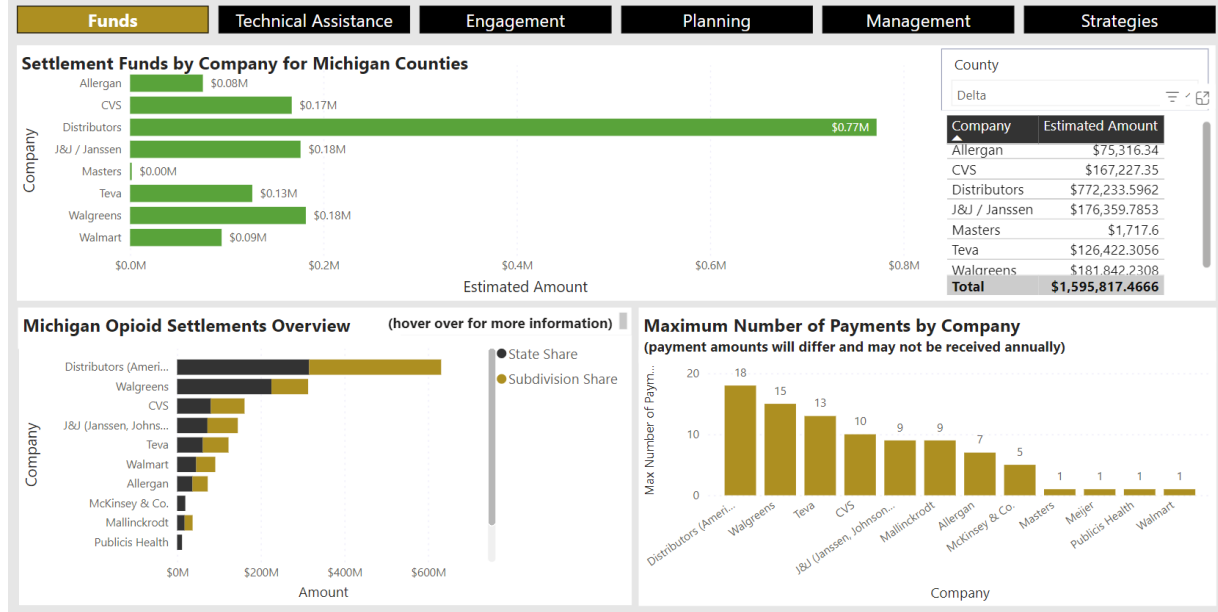 Funds
Technical Assistance
Engagement
Planning
Management
Strategies
Settlement Funds by Company for Michigan Counties
Company
Allergan $0.08M
CVS $0.17M
Distributors $0.77M
J&J / Janssen $0.18M
Masters $0.00M
Teva $0.13M
Walgreens $0.18M
Walmart $0.09M
$0.0M $0.2M $0.4M $0.6M $0.8M
Estimated Amount
County
Delta
Company Estimated Amount
Allergan $75,316.34
CVS $167,227.35
Distributors $772,233.5962
J&J / Janssen $176,359.7853
Masters $1,717.6
Teva $126,422.3056
Walgreens $181,842.2308
Total $1,595,817.4666
Michigan Opioid Settlements Overview (hover over for more information)
State Share
Subdivision Share
Company
Distributors (Ameri...
Walgreens
CVS
J&J (Janssen, Johns...
Teva
Walmart
Allergan
McKinsey & Co.
Mallinckrodt
Publicis Health
$0M $200M $400M $600M
Amount
Maximum Number of Payments by Company
(payment amounts will differ and may not be received annually)
Max Number of Paym...
20
10
0
18 15 13 10 9 9 7 5 1 1 1 1
Distributors (Ameri...
Walgreens
Teva
CVS
J&J (Janssen, Johnson...
Mallinckrodt
Allergan
McKinsey & Co.
Masters
Meijer
Publicis Health
Walmart
Company